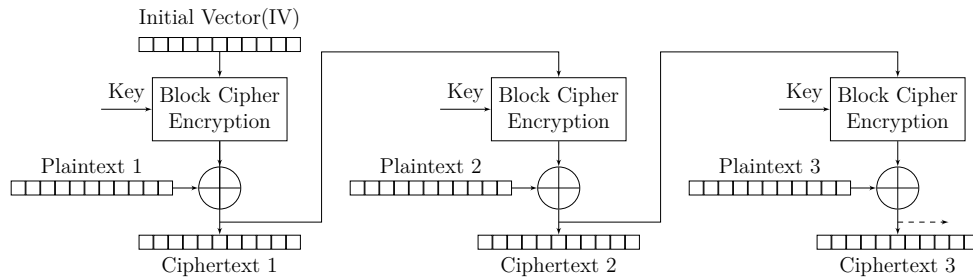 Initial Vector(IV)
Key
Block Cipher
Encryption
Key
Block Cipher
Encryption
Key
Block Cipher
Encryption
Plaintext 1
Plaintext 2
Plaintext 3
Ciphertext 1
Ciphertext 2
Ciphertext 3